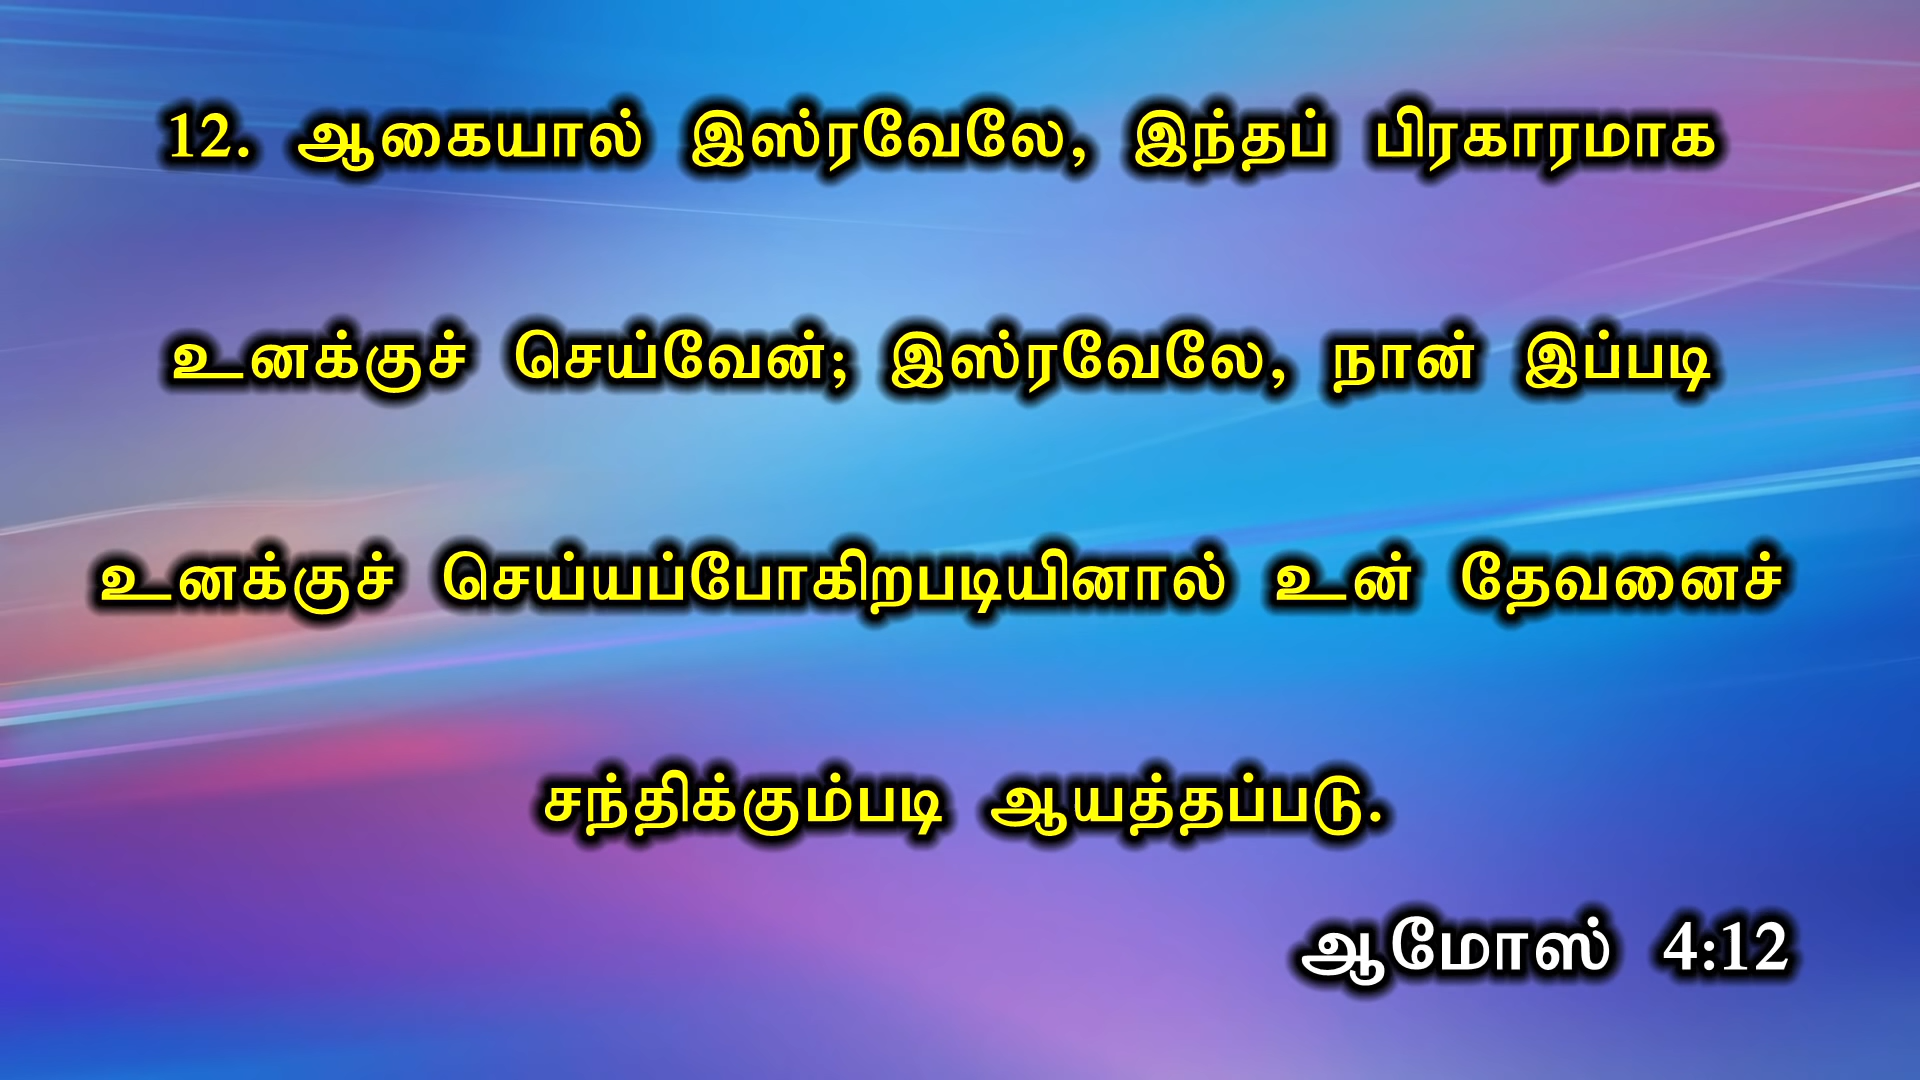 12. ஆகையால் இஸ்ரவேலே, இந்தப் பிரகாரமாக
உனக்குச் செய்வேன்; இஸ்ரவேலே, நான் இப்படி
உனக்குச் செய்யப்போகிறபடியினால் உன் தேவனைச்
சந்திக்கும்படி ஆயத்தப்படு.
ஆமோஸ் 4:12